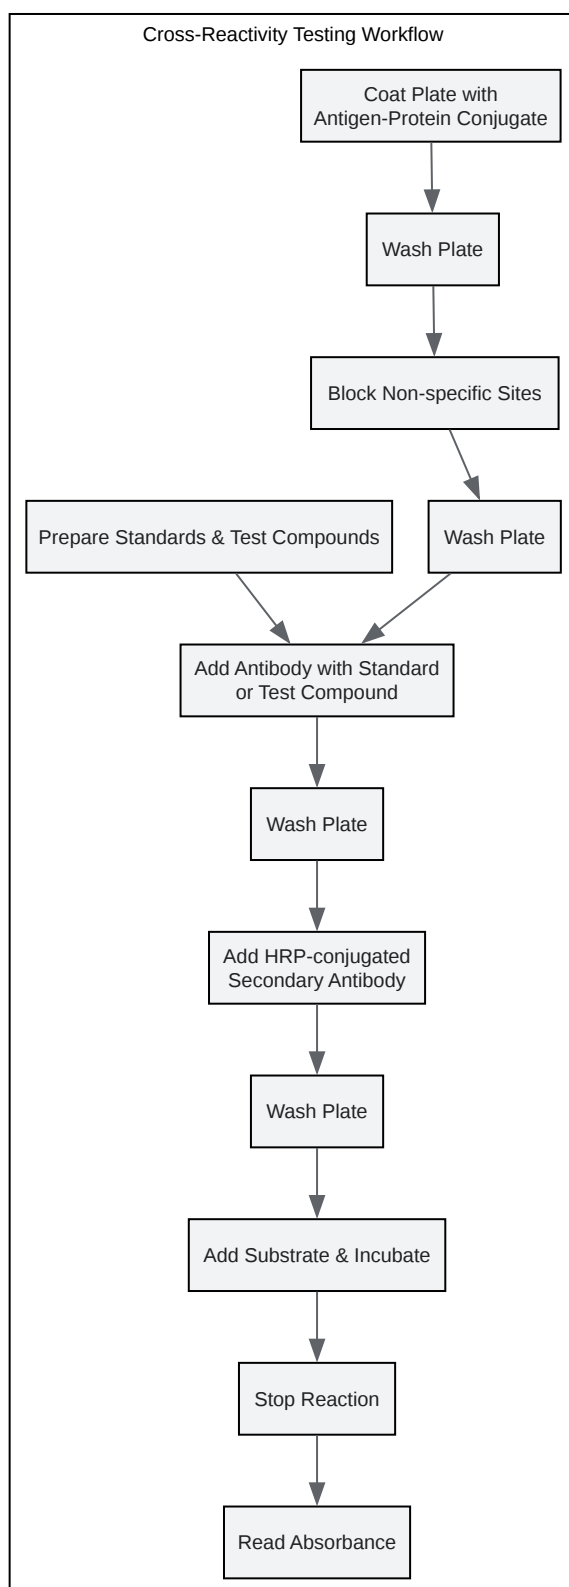 Cross-Reactivity Testing Workflow
Coat Plate with
Antigen-Protein Conjugate
Wash Plate
Block Non-specific Sites
Prepare Standards & Test Compounds
Wash Plate
Add Antibody with Standard
or Test Compound
Wash Plate
Add HRP-conjugated
Secondary Antibody
Wash Plate
Add Substrate & Incubate
Stop Reaction
Read Absorbance